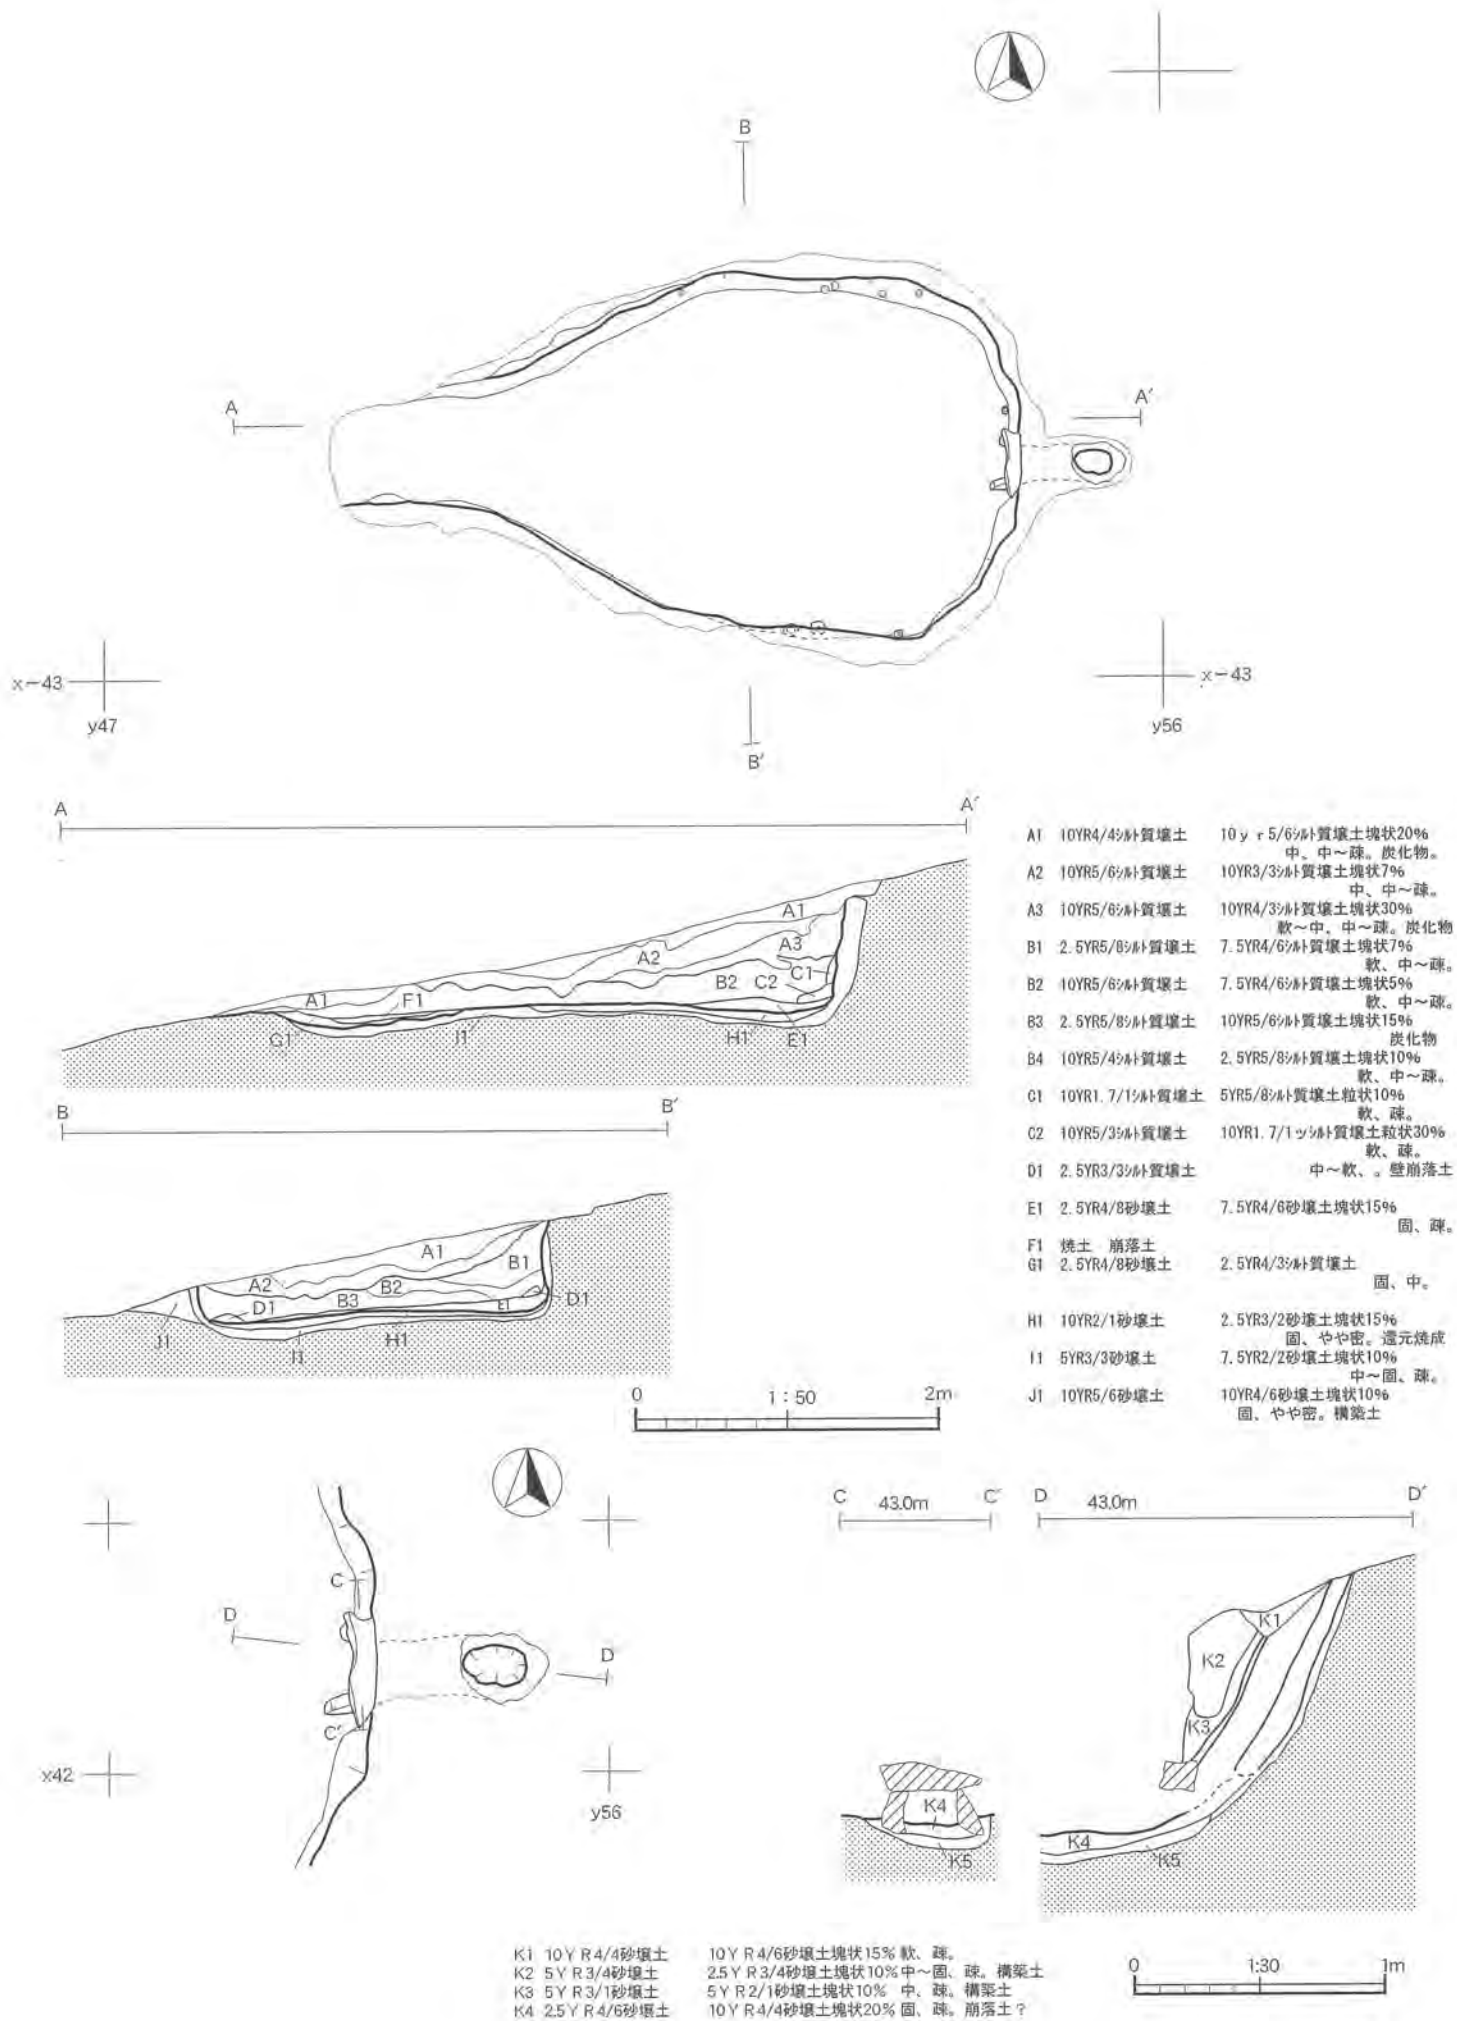 B
A
A´
x−43
x−43
y47
y56
B´
A
A´
A1
A3
A2
C1
B2
C2
A1
F1
G1
I1
H1
E1
B
B´
A1
B1
A2
B2
D1
B3
E1
D1
J1
I1
H1
A1 10YR4/4シルト質壌土 10ｙｒ5/6シルト質壌土塊状20%
中、中〜疎。炭化物。
A2 10YR5/6シルト質壌土 10YR3/3シルト質壌土塊状7%
中、中〜疎。
A3 10YR5/6シルト質壌土 10YR4/3シルト質壌土塊状30%
軟〜中、中〜疎。炭化物
B1 2.5YR5/8シルト質壌土 7.5YR4/6シルト質壌土塊状7%
軟、中〜疎。
B2 10YR5/6シルト質壌土 7.5YR4/6シルト質壌土塊状5%
軟、中〜疎。
B3 2.5YR5/8シルト質壌土 10YR5/6シルト質壌土塊状15%
炭化物
B4 10YR5/4シルト質壌土 2.5YR5/8シルト質壌土塊状10%
軟、中〜疎。
C1 10YR1.7/1シルト質壌土 5YR5/8シルト質壌土粒状10%
軟、疎。
C2 10YR5/3シルト質壌土 10YR1.7/1ッシルト質壌土粒状30%
軟、疎。
D1 2.5YR3/3シルト質壌土 中〜軟、。壁崩落土
E1 2.5YR4/8砂壌土 7.5YR4/6砂壌土塊状15%
固、疎。
F1 焼土 崩落土
G1 2.5YR4/8砂壌土 2.5YR4/3シルト質壌土
固、中。
H1 10YR2/1砂壌土 2.5YR3/2砂壌土塊状15%
固、やや密。還元焼成
I1 5YR3/3砂壌土 7.5YR2/2砂壌土塊状10%
中〜固、疎。
J1 10YR5/6砂壌土 10YR4/6砂壌土塊状10%
固、やや密。構築土
0 1：50 2m
C
D
D
C´
x42
y56
C 43.0m C´ D 43.0m D´
K1
K2
K3
K4
K5
K4
K5
K1 10ＹＲ4/4砂壌土 10ＹＲ4/6砂壌土塊状15% 軟、疎。
K2 5ＹＲ3/4砂壌土 2.5ＹＲ3/4砂壌土塊状10% 中〜固、疎。構築土
K3 5ＹＲ3/1砂壌土 5ＹＲ2/1砂壌土塊状10% 中、疎。構築土
K4 2.5ＹＲ4/6砂壌土 10ＹＲ4/4砂壌土塊状20% 固、疎。崩落土？
0 1:30 1m